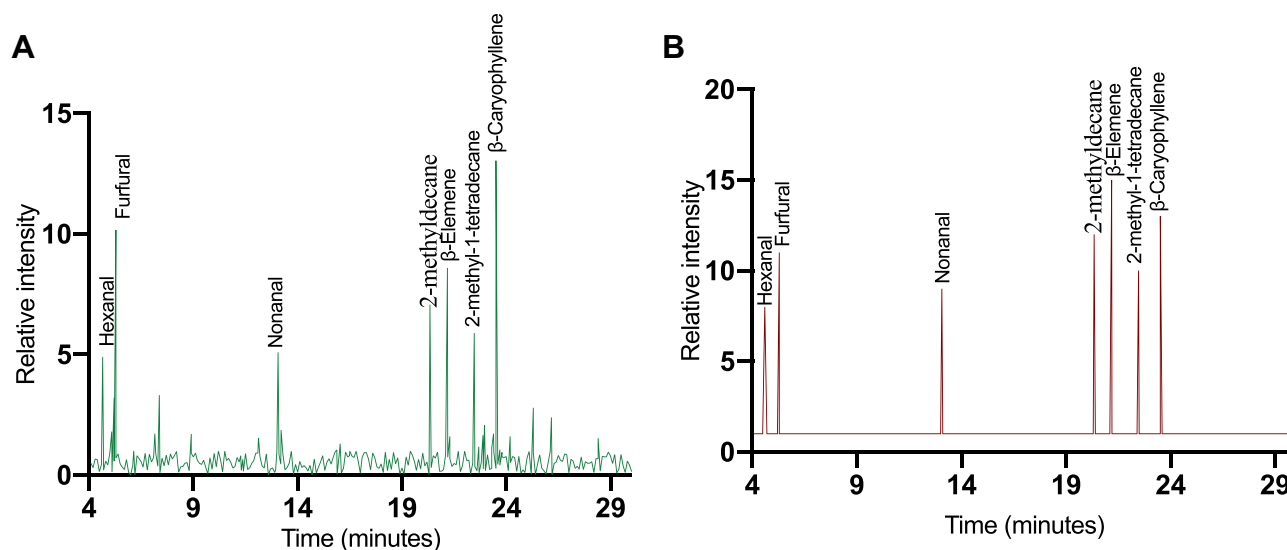 A
Relative intensity
15
10
5
0
Hexanal
Furfural
Nonanal
2-methyldecane
β-Elemene
2-methyl-1-tetradecane
β-Caryophyllene
4 9 14 19 24 29
Time (minutes)
B
Relative intensity
20
15
10
5
0
Hexanal
Furfural
Nonanal
2-methyldecane
β-Elemene
2-methyl-1-tetradecane
β-Caryophyllene
4 9 14 19 24 29
Time (minutes)